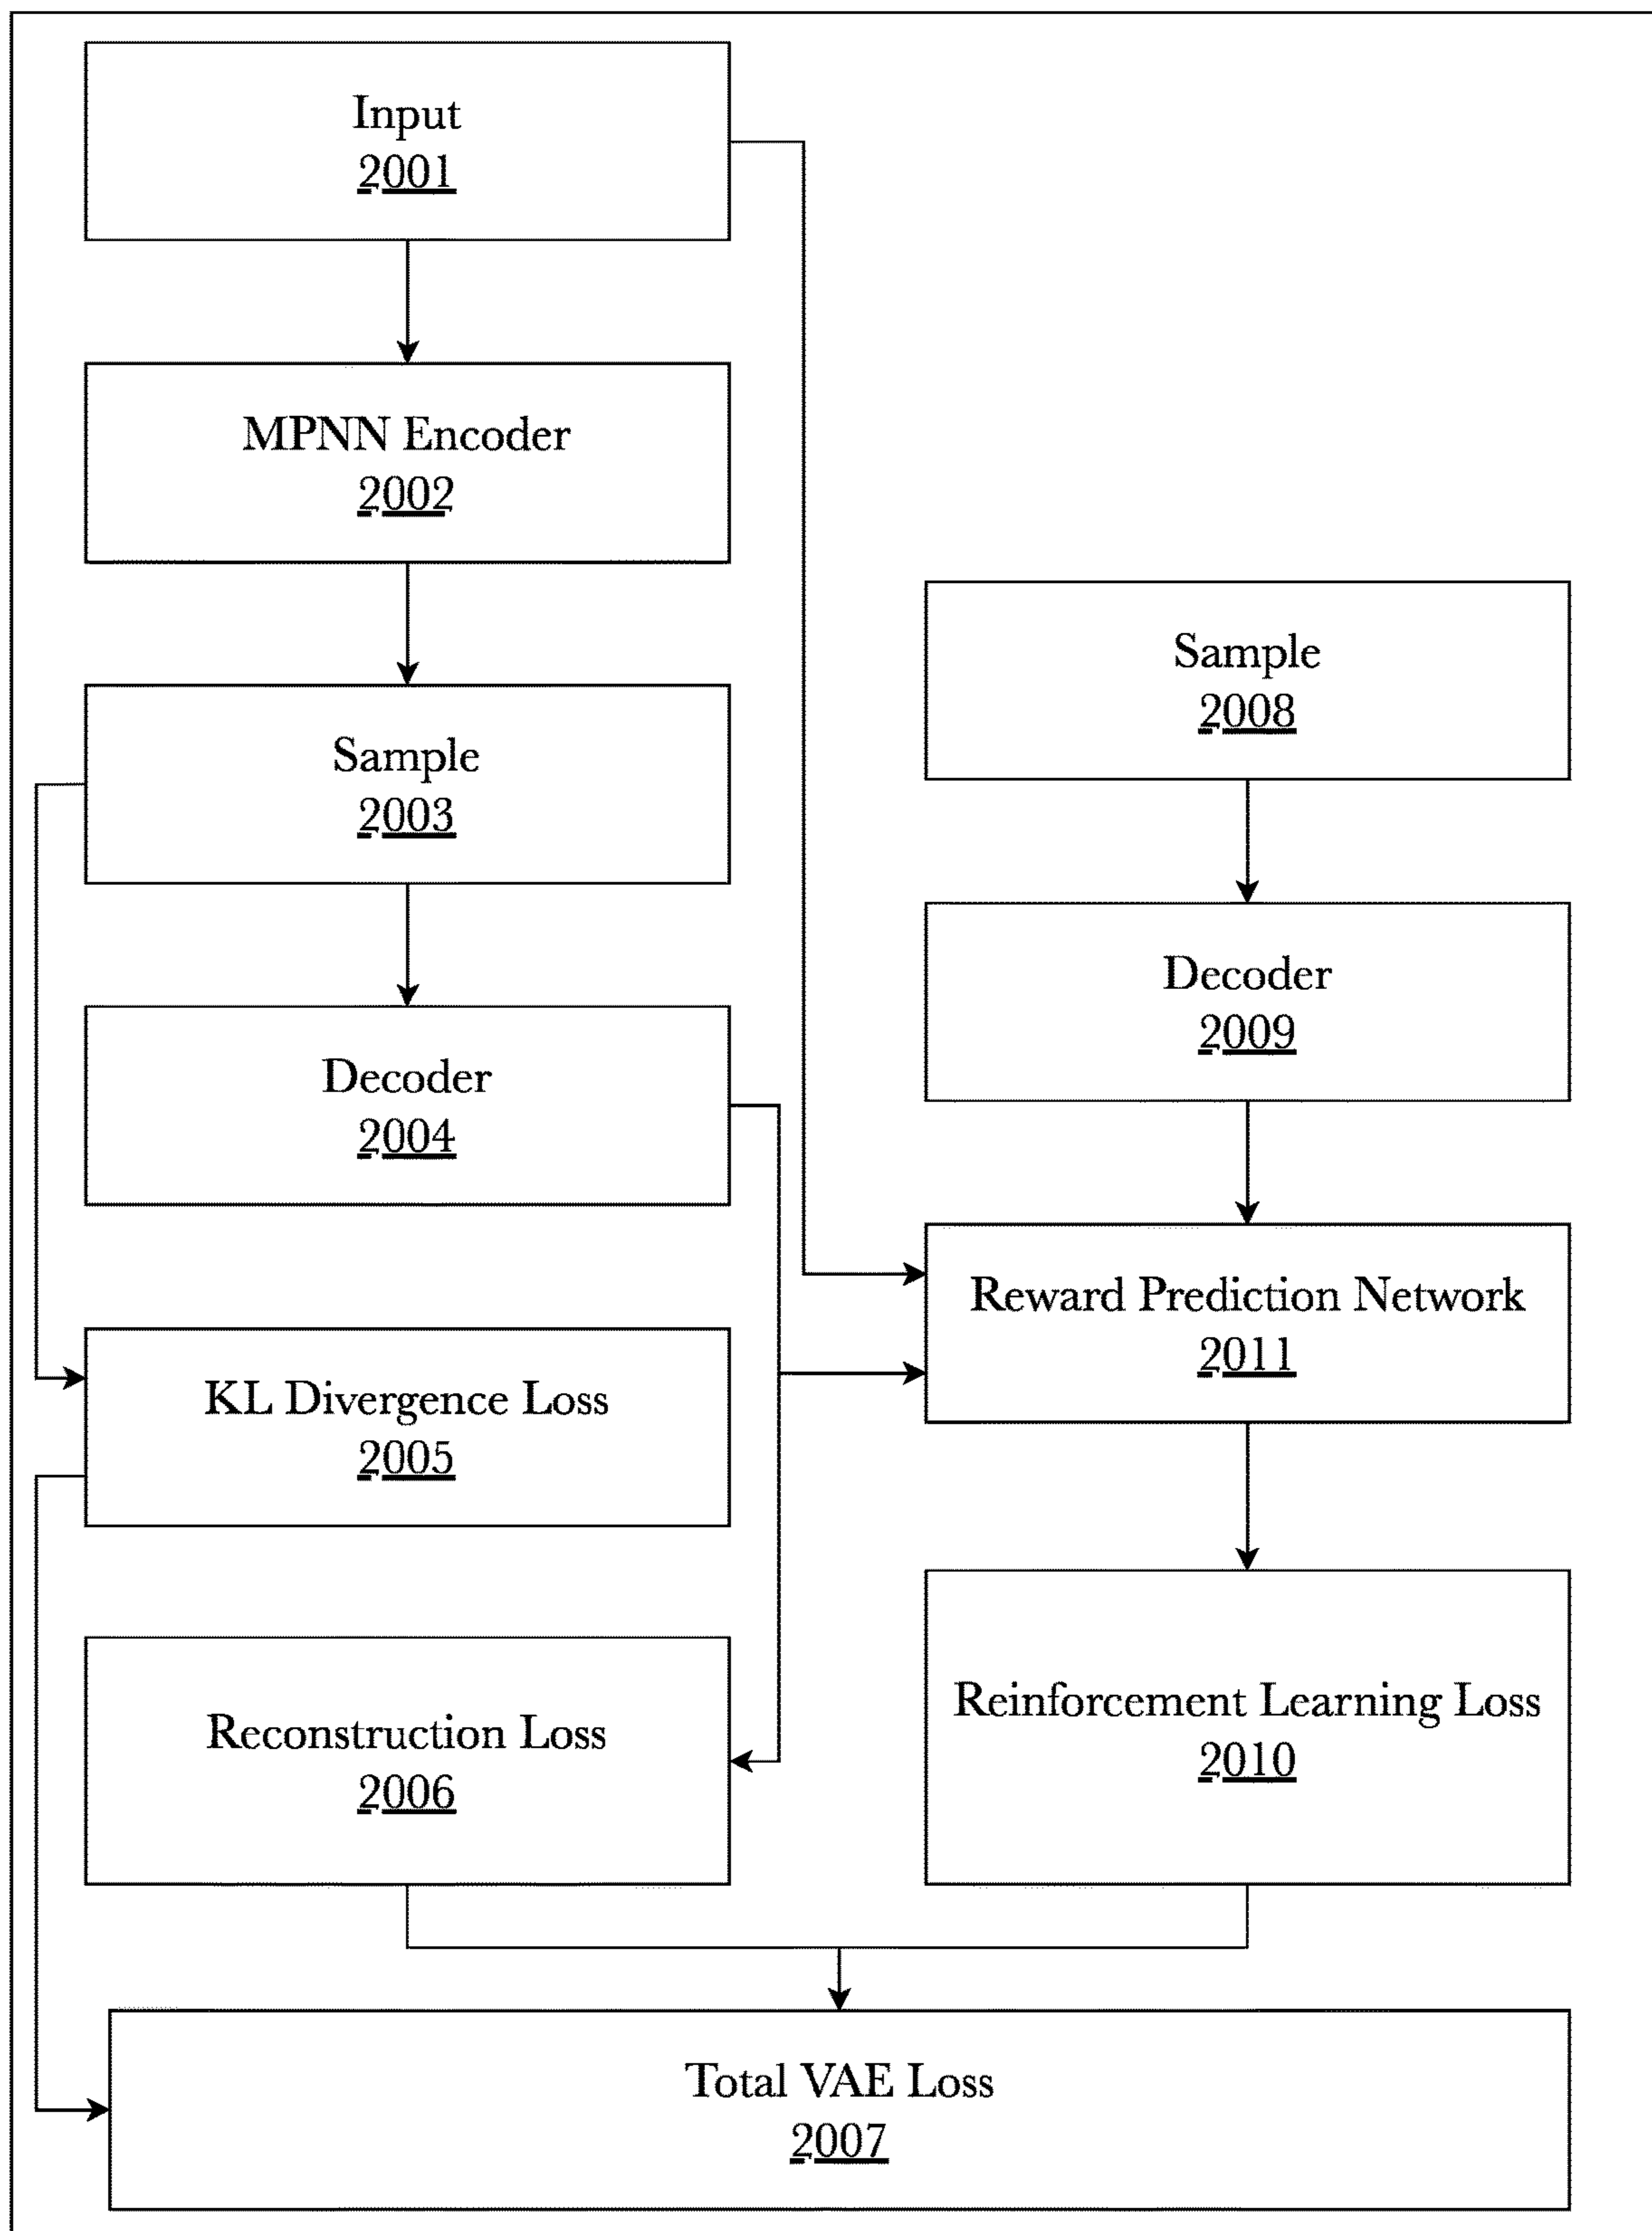 Input
2001
MPNN Encoder
2002
Sample
2003
Decoder
2004
KL Divergence Loss
2005
Reconstruction Loss
2006
Sample
2008
Decoder
2009
Reward Prediction Network
2011
Reinforcement Learning Loss
2010
Total VAE Loss
2007